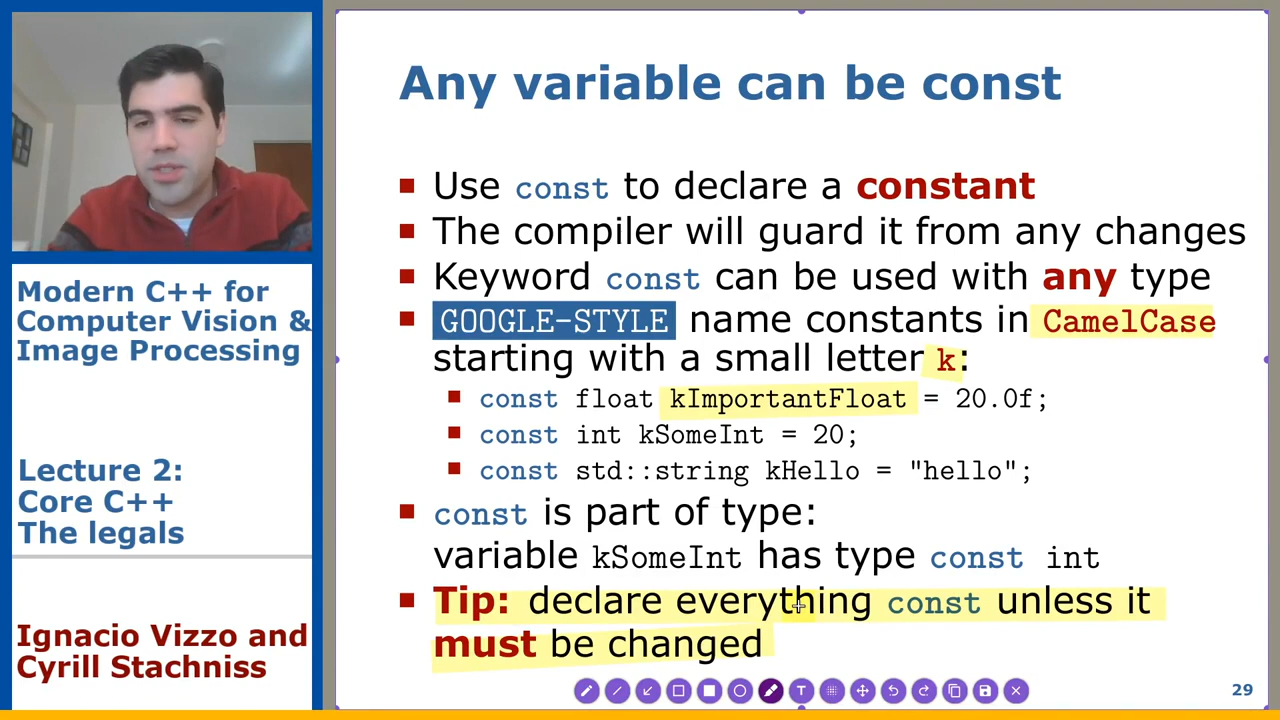 Any variable can be const
Use const to declare a constant
The compiler will guard it from any changes
Keyword const can be used with any type
GOOGLE-STYLE name constants in CamelCase
starting with a small letter k:
const float kImportantFloat = 20.0f;
const int kSomeInt = 20;
const std::string kHello = "hello";
const is part of type:
variable kSomeInt has type const int
Tip: declare everything const unless it
must be changed
Modern C++ for
Computer Vision &
Image Processing
Lecture 2:
Core C++
The legals
Ignacio Vizzo and
Cyrill Stachniss
T
29